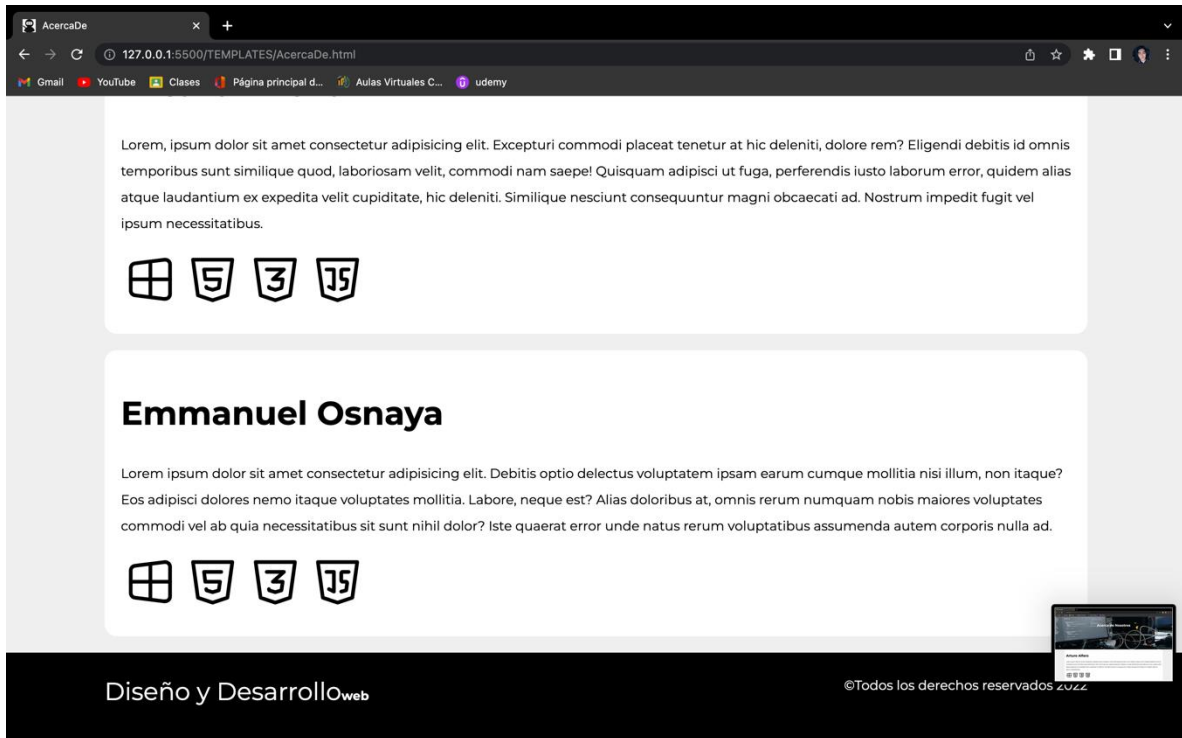 AcercaDe
127.0.0.1:5500/TEMPLATES/AcercaDe.html
Gmail YouTube Clases Página principal d... Aulas Virtuales C... udemy
Lorem, ipsum dolor sit amet consectetur adipisicing elit. Excepturi commodi placeat tenetur at hic deleniti, dolore rem? Eligendi debitis id omnis
temporibus sunt similique quod, laboriosam velit, commodi nam saepe! Quisquam adipisci ut fuga, perferendis iusto laborum error, quidem alias
atque laudantium ex expedita velit cupiditate, hic deleniti. Similique nesciunt consequuntur magni obcaecati ad. Nostrum impedit fugit vel
ipsum necessitatibus.
5 3 JS
Emmanuel Osnaya
Lorem ipsum dolor sit amet consectetur adipisicing elit. Debitis optio delectus voluptatem ipsam earum cumque mollitia nisi illum, non itaque?
Eos adipisci dolores nemo itaque voluptates mollitia. Labore, neque est? Alias doloribus at, omnis rerum numquam nobis maiores voluptates
commodi vel ab quia necessitatibus sit sunt nihil dolor? Iste quaerat error unde natus rerum voluptatibus assumenda autem corporis nulla ad.
5 3 JS
Diseño y Desarrolloweb
©Todos los derechos reservados 2022